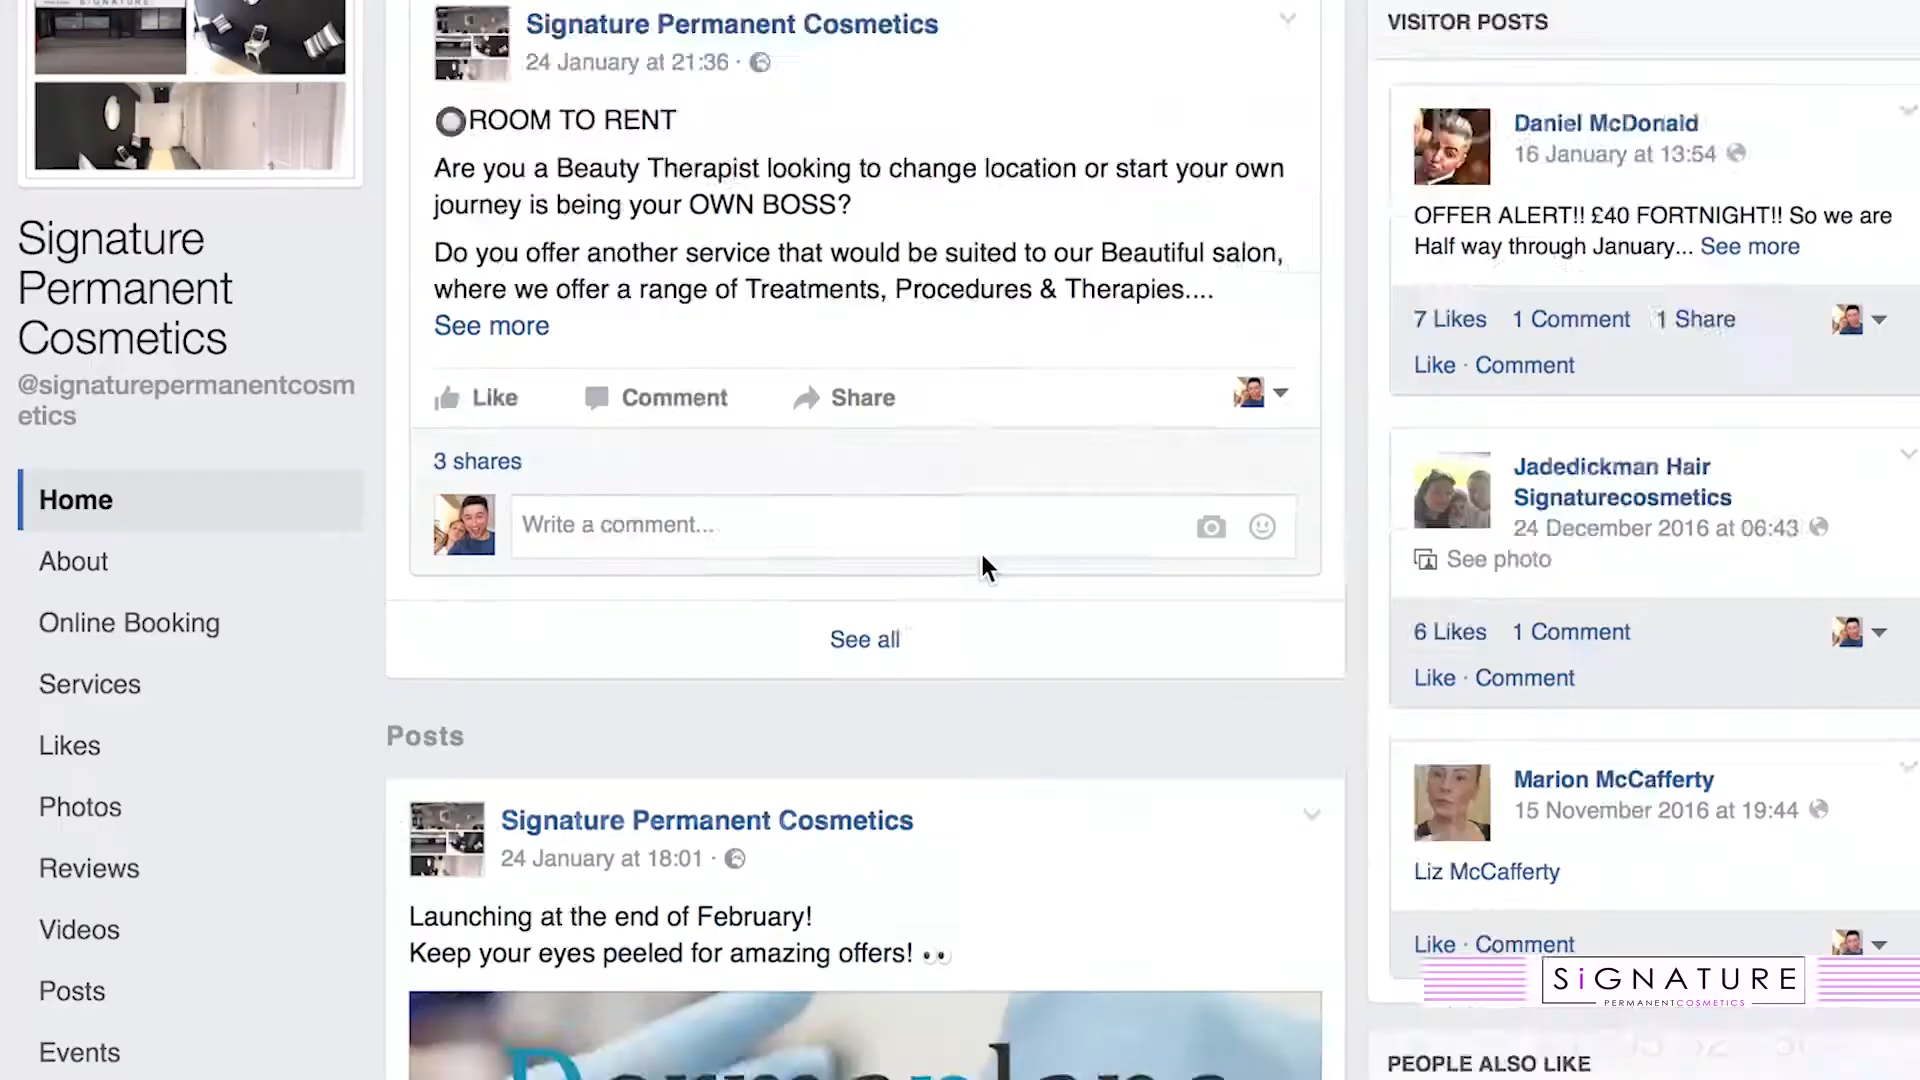 SIGNATURE
Signature
Permanent
Cosmetics
@signaturepermanentcosm
etics
Home
About
Online Booking
Services
Likes
Photos
Reviews
Videos
Posts
Events
Signature Permanent Cosmetics
24 January at 21:36 ·
ROOM TO RENT
Are you a Beauty Therapist looking to change location or start your own
journey is being your OWN BOSS?
Do you offer another service that would be suited to our Beautiful salon,
where we offer a range of Treatments, Procedures & Therapies....
See more
Like Comment Share
3 shares
Write a comment...
See all
Posts
Signature Permanent Cosmetics
24 January at 18:01 ·
Launching at the end of February!
Keep your eyes peeled for amazing offers!
VISITOR POSTS
Daniel McDonald
16 January at 13:54
OFFER ALERT!! £40 FORTNIGHT!! So we are
Half way through January... See more
7 Likes 1 Comment 1 Share
Like · Comment
Jadedickman Hair
Signaturecosmetics
24 December 2016 at 06:43
See photo
6 Likes 1 Comment
Like · Comment
Marion McCafferty
15 November 2016 at 19:44
Liz McCafferty
Like · Comment
SiGNATURE
PERMANENTCOSMETICS
PEOPLE ALSO LIKE